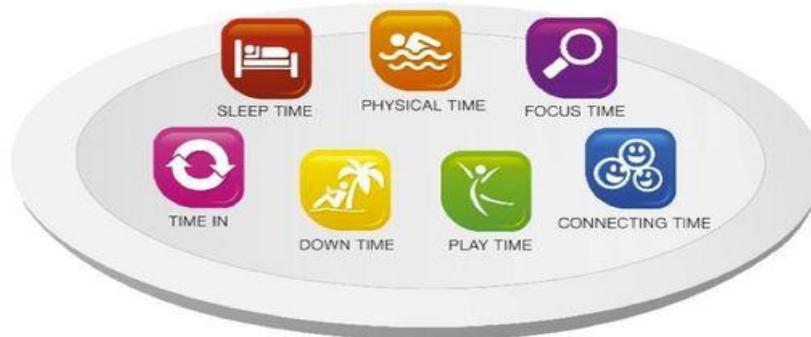 SLEEP TIME
PHYSICAL TIME
FOCUS TIME
TIME IN
DOWN TIME
PLAY TIME
CONNECTING TIME